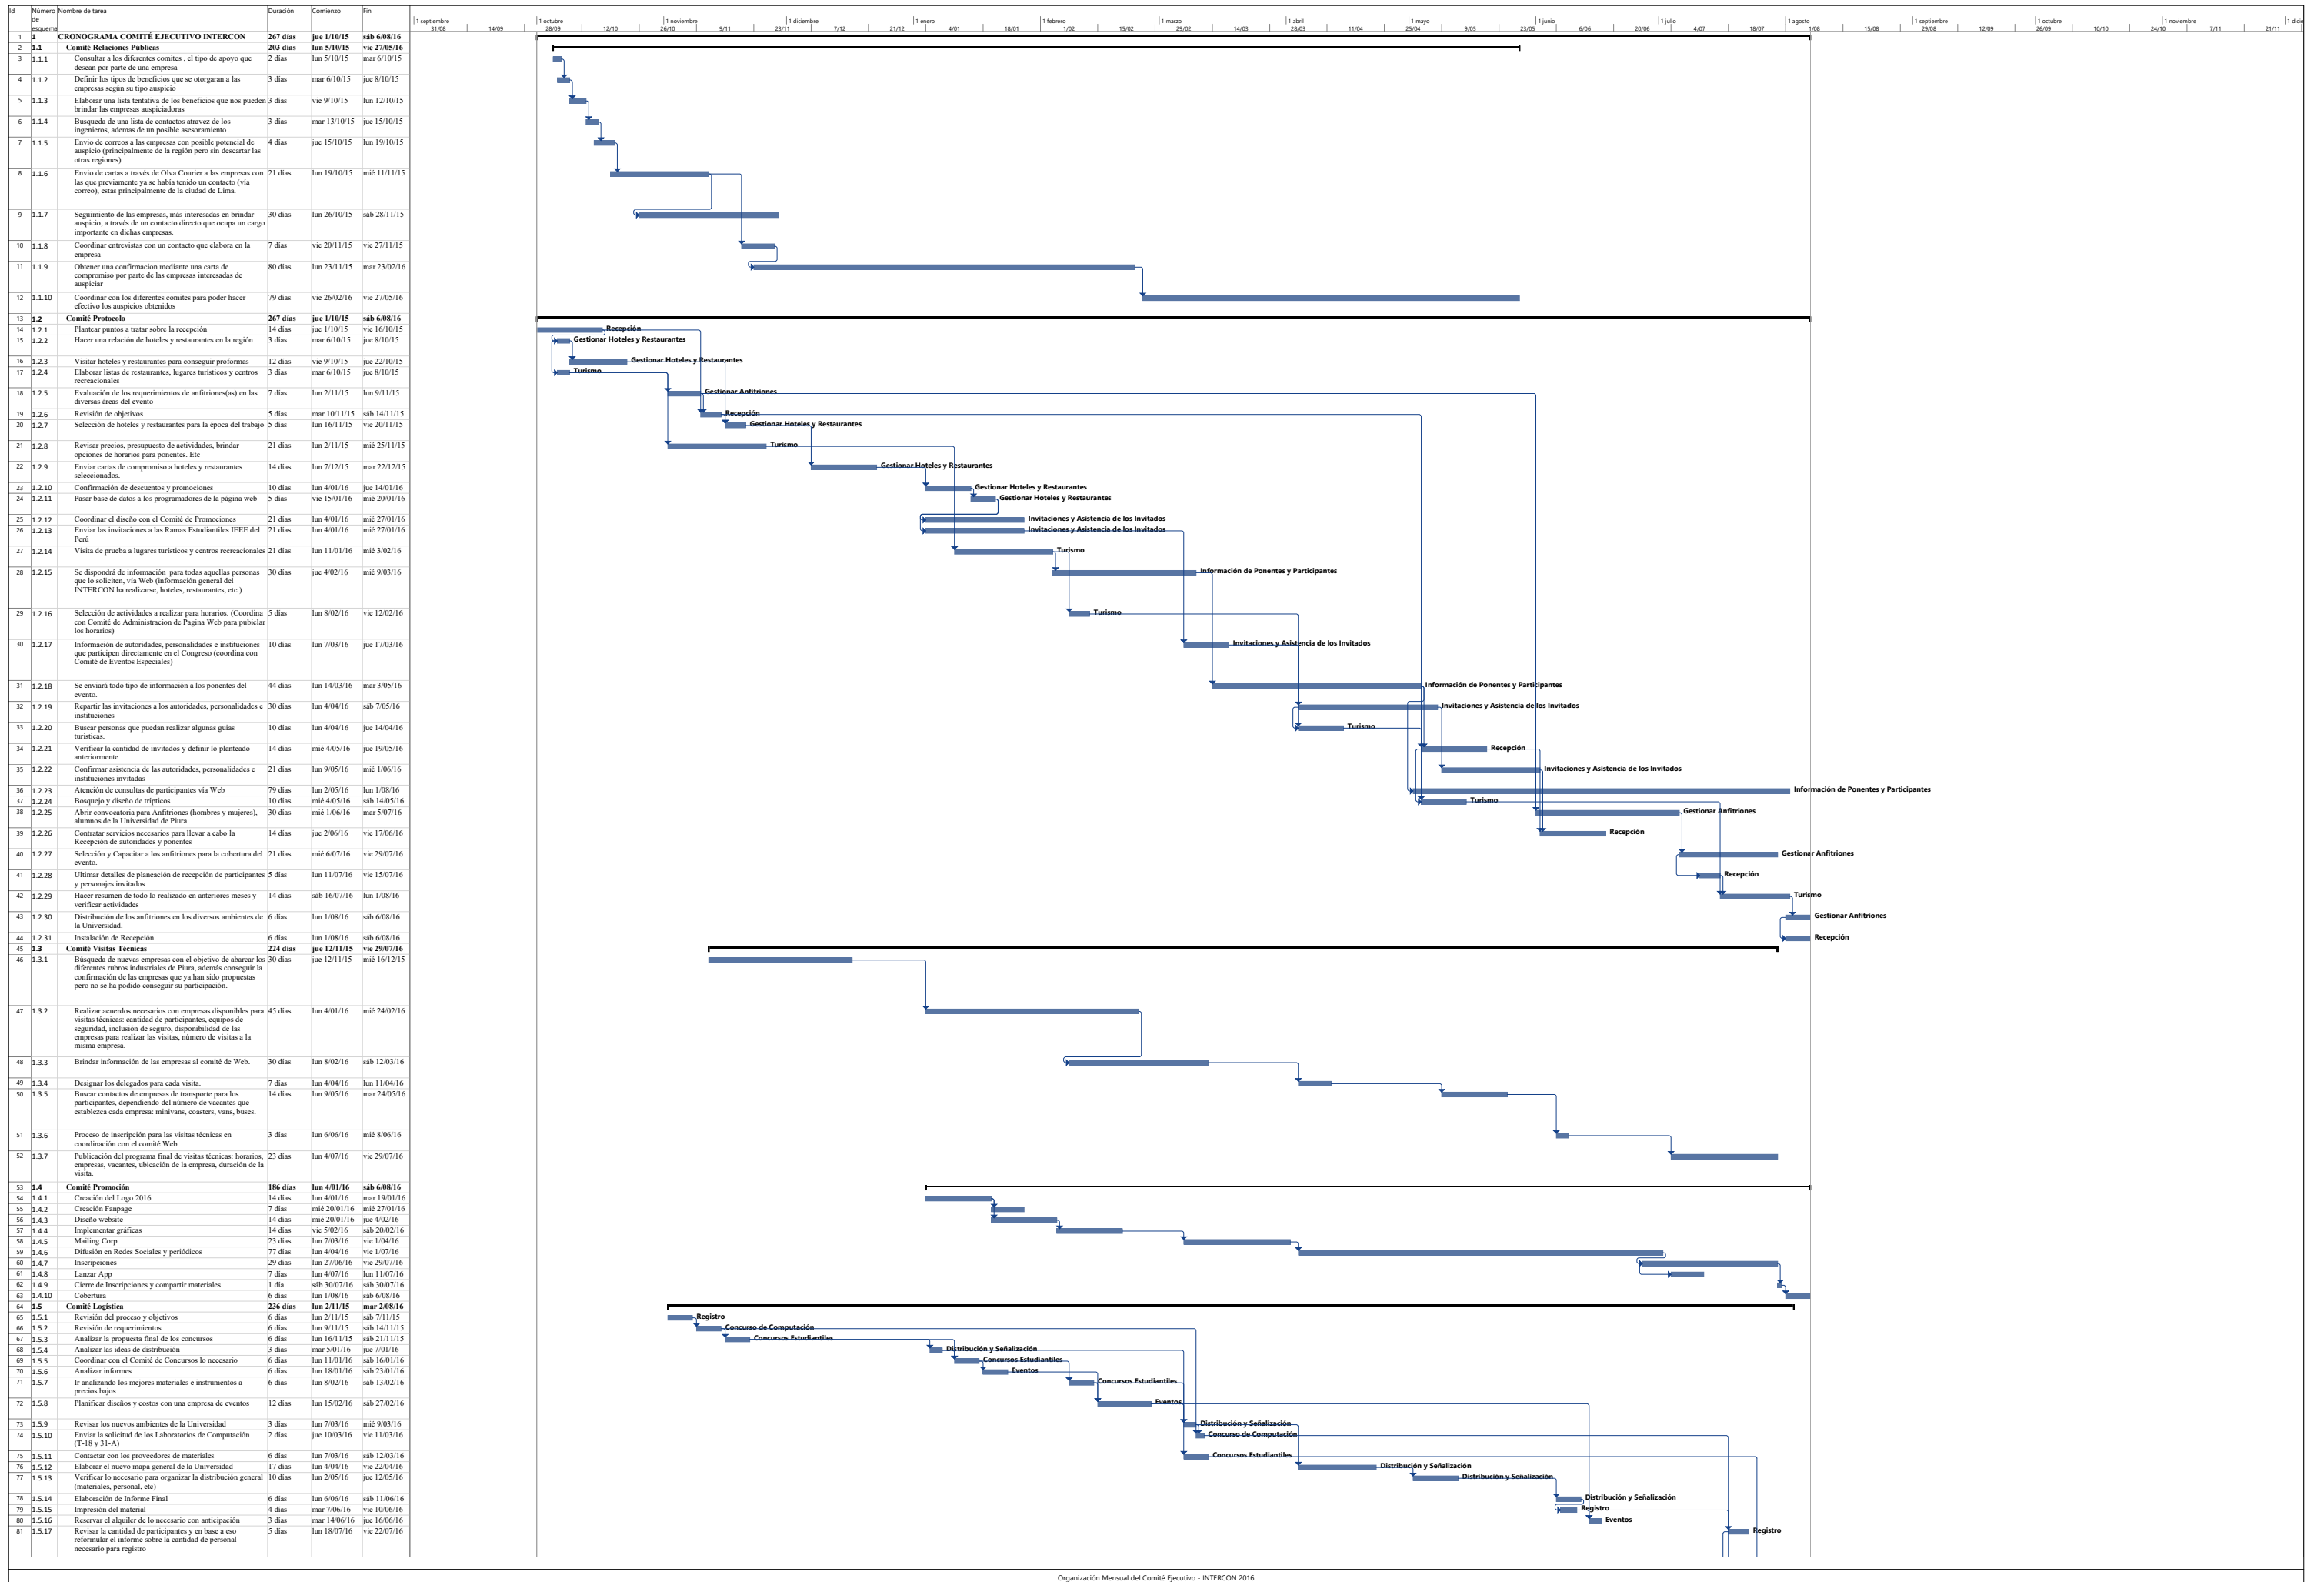 Id Número de esquema Nombre de tarea Duración Comienzo Fin
1 septiembre 1 octubre 1 noviembre 1 diciembre 1 enero 1 febrero 1 marzo 1 abril 1 mayo 1 junio 1 julio 1 agosto 1 septiembre 1 octubre 1 noviembre 1 dicie
31/08 14/09 28/09 12/10 26/10 9/11 23/11 7/12 21/12 4/01 18/01 1/02 15/02 29/02 14/03 28/03 11/04 25/04 9/05 23/05 6/06 20/06 4/07 18/07 1/08 15/08 29/08 12/09 26/09 10/10 24/10 7/11 21/11
1 1 CRONOGRAMA COMITÉ EJECUTIVO INTERCON 267 días jue 1/10/15 sáb 6/08/16
2 1.1 Comité Relaciones Públicas 203 días lun 5/10/15 vie 27/05/16
3 1.1.1 Consultar a los diferentes comites , el tipo de apoyo que 2 días lun 5/10/15 mar 6/10/15
desean por parte de una empresa
4 1.1.2 Definir los tipos de beneficios que se otorgaran a las 3 días mar 6/10/15 jue 8/10/15
empresas según su tipo auspicio
5 1.1.3 Elaborar una lista tentativa de los beneficios que nos pueden 3 días vie 9/10/15 lun 12/10/15
brindar las empresas auspiciadoras
6 1.1.4 Busqueda de una lista de contactos atravez de los 3 días mar 13/10/15 jue 15/10/15
ingenieros, ademas de un posible asesoramiento .
7 1.1.5 Envio de correos a las empresas con posible potencial de 4 días jue 15/10/15 lun 19/10/15
auspicio (principalmente de la región pero sin descartar las
otras regiones)
8 1.1.6 Envio de cartas a través de Olva Courier a las empresas con 21 días lun 19/10/15 mié 11/11/15
las que previamente ya se había tenido un contacto (vía
correo), estas principalmente de la ciudad de Lima.
9 1.1.7 Seguimiento de las empresas, más interesadas en brindar 30 días lun 26/10/15 sáb 28/11/15
auspicio, a través de un contacto directo que ocupa un cargo
importante en dichas empresas.
10 1.1.8 Coordinar entrevistas con un contacto que elabora en la 7 días vie 20/11/15 vie 27/11/15
empresa
11 1.1.9 Obtener una confirmacion mediante una carta de 80 días lun 23/11/15 mar 23/02/16
compromiso por parte de las empresas interesadas de
auspiciar
12 1.1.10 Coordinar con los diferentes comites para poder hacer 79 días vie 26/02/16 vie 27/05/16
efectivo los auspicios obtenidos
13 1.2 Comité Protocolo 267 días jue 1/10/15 sáb 6/08/16
14 1.2.1 Plantear puntos a tratar sobre la recepción 14 días jue 1/10/15 vie 16/10/15 Recepción
15 1.2.2 Hacer una relación de hoteles y restaurantes en la región 3 días mar 6/10/15 jue 8/10/15 Gestionar Hoteles y Restaurantes
16 1.2.3 Visitar hoteles y restaurantes para conseguir proformas 12 días vie 9/10/15 jue 22/10/15 Gestionar Hoteles y Restaurantes
17 1.2.4 Elaborar listas de restaurantes, lugares turísticos y centros 3 días mar 6/10/15 jue 8/10/15 Turismo
recreacionales
18 1.2.5 Evaluación de los requerimientos de anfitriones(as) en las 7 días lun 2/11/15 lun 9/11/15 Gestionar Anfitriones
diversas áreas del evento
19 1.2.6 Revisión de objetivos 5 días mar 10/11/15 sáb 14/11/15 Recepción
20 1.2.7 Selección de hoteles y restaurantes para la época del trabajo 5 días lun 16/11/15 vie 20/11/15 Gestionar Hoteles y Restaurantes
21 1.2.8 Revisar precios, presupuesto de actividades, brindar 21 días lun 2/11/15 mié 25/11/15 Turismo
opciones de horarios para ponentes. Etc
22 1.2.9 Enviar cartas de compromiso a hoteles y restaurantes 14 días lun 7/12/15 mar 22/12/15 Gestionar Hoteles y Restaurantes
seleccionados.
23 1.2.10 Confirmación de descuentos y promociones 10 días lun 4/01/16 jue 14/01/16 Gestionar Hoteles y Restaurantes
24 1.2.11 Pasar base de datos a los programadores de la página web 5 días vie 15/01/16 mié 20/01/16 Gestionar Hoteles y Restaurantes
25 1.2.12 Coordinar el diseño con el Comité de Promociones 21 días lun 4/01/16 mié 27/01/16 Invitaciones y Asistencia de los Invitados
26 1.2.13 Enviar las invitaciones a las Ramas Estudiantiles IEEE del 21 días lun 4/01/16 mié 27/01/16 Invitaciones y Asistencia de los Invitados
Perú
27 1.2.14 Visita de prueba a lugares turísticos y centros recreacionales 21 días lun 11/01/16 mié 3/02/16 Turismo
28 1.2.15 Se dispondrá de información para todas aquellas personas 30 días jue 4/02/16 mié 9/03/16 Información de Ponentes y Participantes
que lo soliciten, vía Web (información general del
INTERCON ha realizarse, hoteles, restaurantes, etc.)
29 1.2.16 Selección de actividades a realizar para horarios. (Coordina 5 días lun 8/02/16 vie 12/02/16 Turismo
con Comité de Administracion de Pagina Web para pubiclar
los horarios)
30 1.2.17 Información de autoridades, personalidades e instituciones 10 días lun 7/03/16 jue 17/03/16 Invitaciones y Asistencia de los Invitados
que participen directamente en el Congreso (coordina con
Comité de Eventos Especiales)
31 1.2.18 Se enviará todo tipo de información a los ponentes del 44 días lun 14/03/16 mar 3/05/16 Información de Ponentes y Participantes
evento.
32 1.2.19 Repartir las invitaciones a los autoridades, personalidades e 30 días lun 4/04/16 sáb 7/05/16 Invitaciones y Asistencia de los Invitados
instituciones
33 1.2.20 Buscar personas que puedan realizar algunas guias 10 días lun 4/04/16 jue 14/04/16 Turismo
turísticas.
34 1.2.21 Verificar la cantidad de invitados y definir lo planteado 14 días mié 4/05/16 jue 19/05/16 Recepción
anteriormente
35 1.2.22 Confirmar asistencia de las autoridades, personalidades e 21 días lun 9/05/16 mié 1/06/16 Invitaciones y Asistencia de los Invitados
instituciones invitadas
36 1.2.23 Atención de consultas de participantes vía Web 79 días lun 2/05/16 lun 1/08/16 Información de Ponentes y Participantes
37 1.2.24 Bosquejo y diseño de trípticos 10 días mié 4/05/16 sáb 14/05/16 Turismo
38 1.2.25 Abrir convocatoria para Anfitriones (hombres y mujeres), 30 días mié 1/06/16 mar 5/07/16 Gestionar Anfitriones
alumnos de la Universidad de Piura.
39 1.2.26 Contratar servicios necesarios para llevar a cabo la 14 días jue 2/06/16 vie 17/06/16 Recepción
Recepción de autoridades y ponentes
40 1.2.27 Selección y Capacitar a los anfitriones para la cobertura del 21 días mié 6/07/16 vie 29/07/16 Gestionar Anfitriones
evento.
41 1.2.28 Ultimar detalles de planeación de recepción de participantes 5 días lun 11/07/16 vie 15/07/16 Recepción
y personajes invitados
42 1.2.29 Hacer resumen de todo lo realizado en anteriores meses y 14 días sáb 16/07/16 lun 1/08/16 Turismo
verificar actividades
43 1.2.30 Distribución de los anfitriones en los diversos ambientes de 6 días lun 1/08/16 sáb 6/08/16 Gestionar Anfitriones
la Universidad.
44 1.2.31 Instalación de Recepción 6 días lun 1/08/16 sáb 6/08/16 Recepción
45 1.3 Comité Visitas Técnicas 224 días jue 12/11/15 vie 29/07/16
46 1.3.1 Búsqueda de nuevas empresas con el objetivo de abarcar los 30 días jue 12/11/15 mié 16/12/15
diferentes rubros industriales de Piura, además conseguir la
confirmación de las empresas que ya han sido propuestas
pero no se ha podido conseguir su participación.
47 1.3.2 Realizar acuerdos necesarios con empresas disponibles para 45 días lun 4/01/16 mié 24/02/16
visitas técnicas: cantidad de participantes, equipos de
seguridad, inclusión de seguro, disponibilidad de las
empresas para realizar las visitas, número de visitas a la
misma empresa.
48 1.3.3 Brindar información de las empresas al comité de Web. 30 días lun 8/02/16 sáb 12/03/16
49 1.3.4 Designar los delegados para cada visita. 7 días lun 4/04/16 lun 11/04/16
50 1.3.5 Buscar contactos de empresas de transporte para los 14 días lun 9/05/16 mar 24/05/16
participantes, dependiendo del número de vacantes que
establezca cada empresa: minivans, coasters, vans, buses.
51 1.3.6 Proceso de inscripción para las visitas técnicas en 3 días lun 6/06/16 mié 8/06/16
coordinación con el comité Web.
52 1.3.7 Publicación del programa final de visitas técnicas: horarios, 23 días lun 4/07/16 vie 29/07/16
empresas, vacantes, ubicación de la empresa, duración de la
visita.
53 1.4 Comité Promoción 186 días lun 4/01/16 sáb 6/08/16
54 1.4.1 Creación del Logo 2016 14 días lun 4/01/16 mar 19/01/16
55 1.4.2 Creación Fanpage 7 días mié 20/01/16 mié 27/01/16
56 1.4.3 Diseño website 14 días mié 20/01/16 jue 4/02/16
57 1.4.4 Implementar gráficas 14 días vie 5/02/16 sáb 20/02/16
58 1.4.5 Mailing Corp. 23 días lun 7/03/16 vie 1/04/16
59 1.4.6 Difusión en Redes Sociales y periódicos 77 días lun 4/04/16 vie 1/07/16
60 1.4.7 Inscripciones 29 días lun 27/06/16 vie 29/07/16
61 1.4.8 Lanzar App 7 días lun 4/07/16 lun 11/07/16
62 1.4.9 Cierre de Inscripciones y compartir materiales 1 día sáb 30/07/16 sáb 30/07/16
63 1.4.10 Cobertura 6 días lun 1/08/16 sáb 6/08/16
64 1.5 Comité Logística 236 días lun 2/11/15 mar 2/08/16
65 1.5.1 Revisión del proceso y objetivos 6 días lun 2/11/15 sáb 7/11/15 Registro
66 1.5.2 Revisión de requerimientos 6 días lun 9/11/15 sáb 14/11/15 Concurso de Computación
67 1.5.3 Analizar la propuesta final de los concursos 6 días lun 16/11/15 sáb 21/11/15 Concursos Estudiantiles
68 1.5.4 Analizar las ideas de distribución 3 días mar 5/01/16 jue 7/01/16 Distribución y Señalización
69 1.5.5 Coordinar con el Comité de Concursos lo necesario 6 días lun 11/01/16 sáb 16/01/16 Concursos Estudiantiles
70 1.5.6 Analizar informes 6 días lun 18/01/16 sáb 23/01/16 Eventos
71 1.5.7 Ir analizando los mejores materiales e instrumentos a 6 días lun 8/02/16 sáb 13/02/16 Concursos Estudiantiles
precios bajos
72 1.5.8 Planificar diseños y costos con una empresa de eventos 12 días lun 15/02/16 sáb 27/02/16 Eventos
73 1.5.9 Revisar los nuevos ambientes de la Universidad 3 días lun 7/03/16 mié 9/03/16 Distribución y Señalización
74 1.5.10 Enviar la solicitud de los Laboratorios de Computación 2 días jue 10/03/16 vie 11/03/16 Concurso de Computación
(T-18 y 31-A)
75 1.5.11 Contactar con los proveedores de materiales 6 días lun 7/03/16 sáb 12/03/16 Concursos Estudiantiles
76 1.5.12 Elaborar el nuevo mapa general de la Universidad 17 días lun 4/04/16 vie 22/04/16 Distribución y Señalización
77 1.5.13 Verificar lo necesario para organizar la distribución general 10 días lun 2/05/16 jue 12/05/16 Distribución y Señalización
(materiales, personal, etc)
78 1.5.14 Elaboración de Informe Final 6 días lun 6/06/16 sáb 11/06/16 Distribución y Señalización
79 1.5.15 Impresión del material 4 días mar 7/06/16 vie 10/06/16 Registro
80 1.5.16 Reservar el alquiler de lo necesario con anticipación 3 días mar 14/06/16 jue 16/06/16 Eventos
81 1.5.17 Revisar la cantidad de participantes y en base a eso 5 días lun 18/07/16 vie 22/07/16 Registro
reformular el informe sobre la cantidad de personal
necesario para registro
Organización Mensual del Comité Ejecutivo - INTERCON 2016